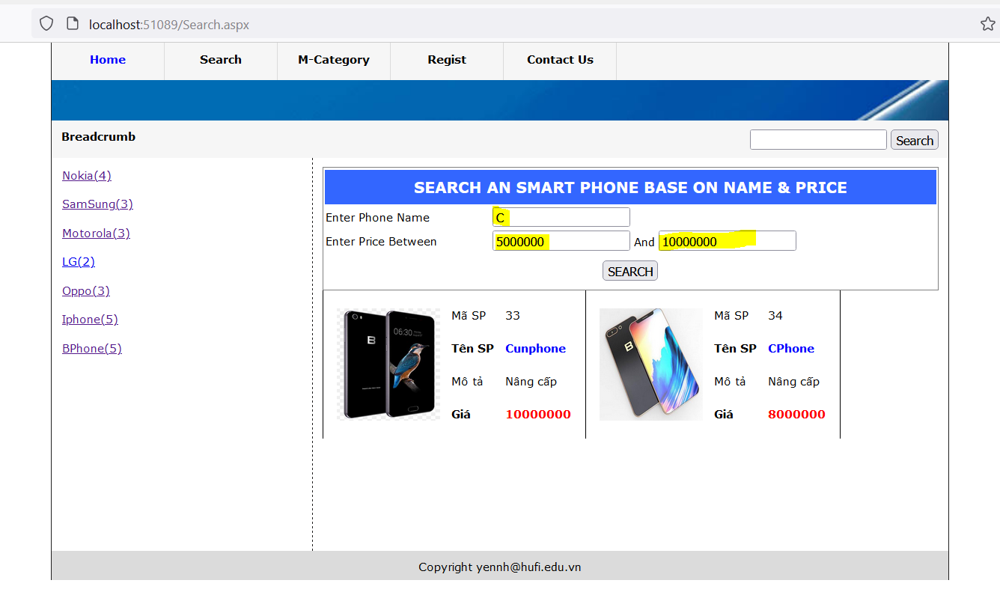 localhost:51089/Search.aspx
Home Search M-Category Regist Contact Us
Breadcrumb Search
Nokia(4)
SamSung(3)
Motorola(3)
LG(2)
Oppo(3)
Iphone(5)
BPhone(5)
SEARCH AN SMART PHONE BASE ON NAME & PRICE
Enter Phone Name C
Enter Price Between 5000000 And 10000000
SEARCH
B
06:30
Mã SP 33
Tên SP Cunphone
Mô tả Nâng cấp
Giá 10000000
B
Mã SP 34
Tên SP CPhone
Mô tả Nâng cấp
Giá 8000000
Copyright yennh@hufi.edu.vn